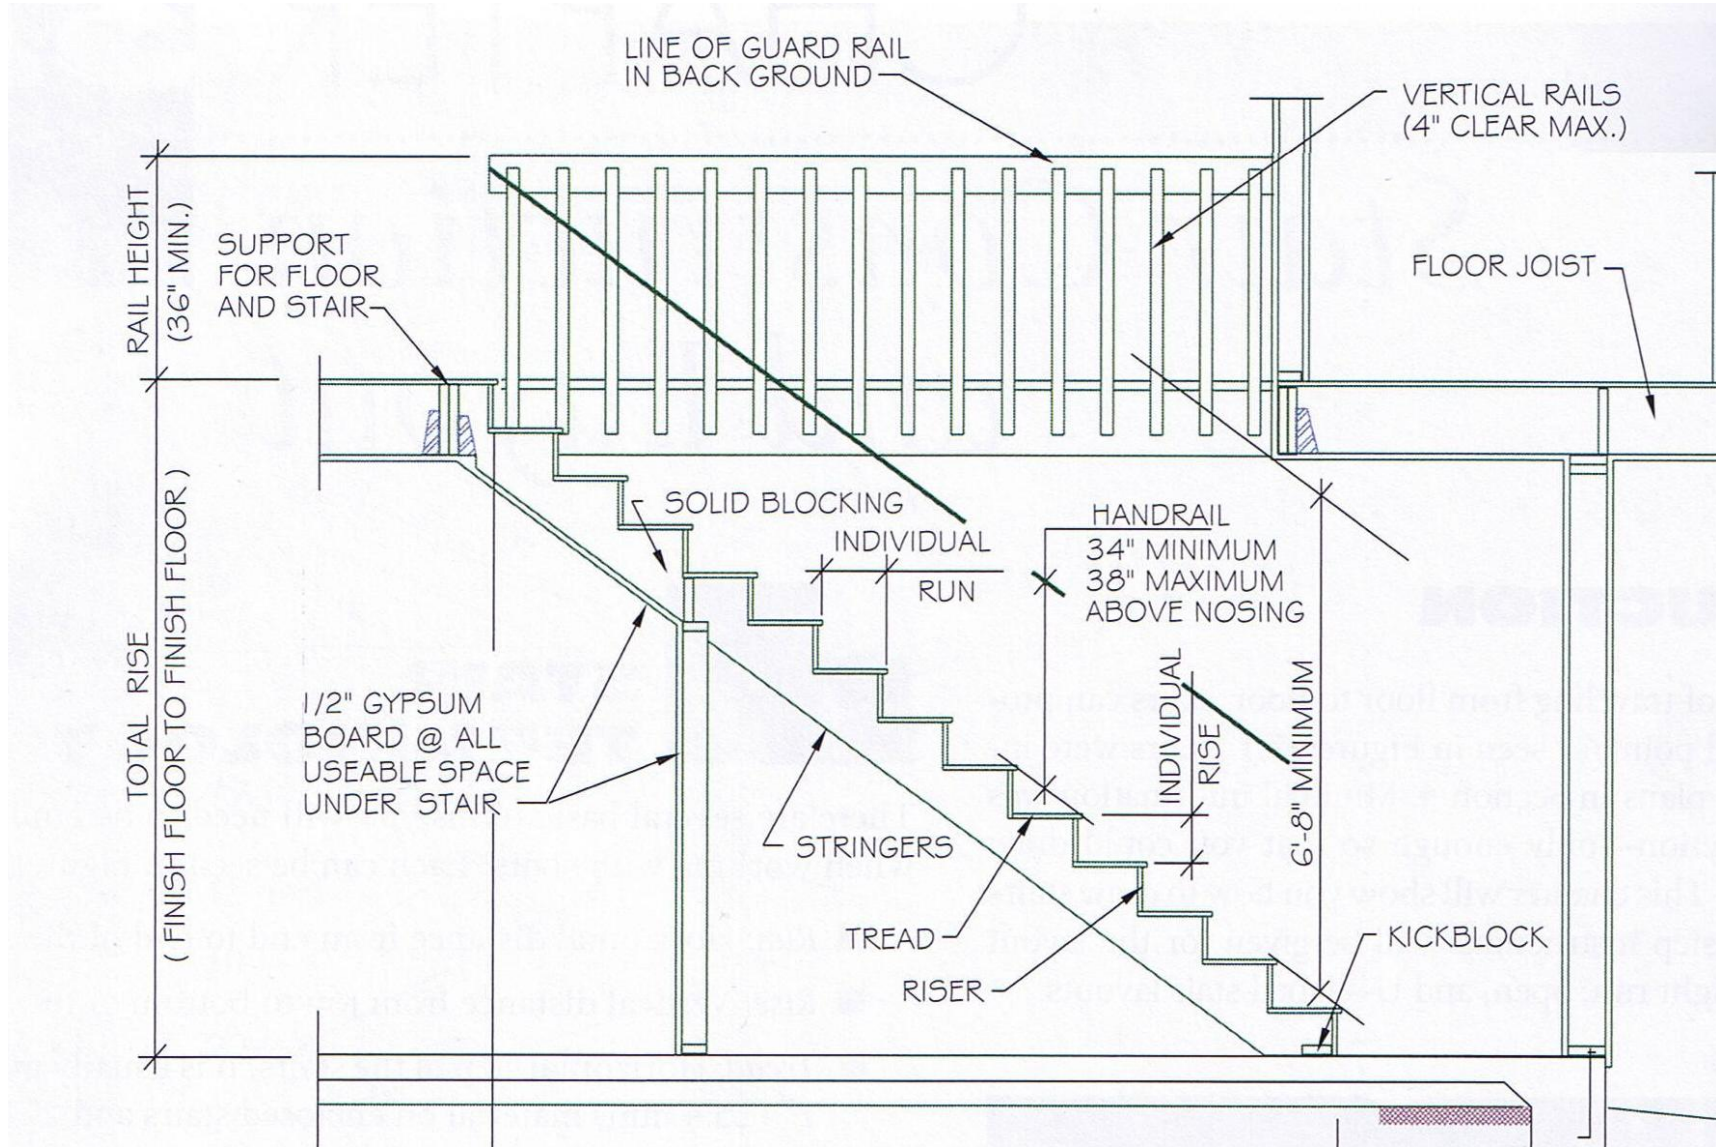 LINE OF GUARD RAIL
IN BACK GROUND
VERTICAL RAILS
(4" CLEAR MAX.)
RAIL HEIGHT
(36" MIN.)
SUPPORT
FOR FLOOR
AND STAIR
FLOOR JOIST
SOLID BLOCKING
INDIVIDUAL
RUN
HANDRAIL
34" MINIMUM
38" MAXIMUM
ABOVE NOSING
TOTAL RISE
(FINISH FLOOR TO FINISH FLOOR)
1/2" GYPSUM
BOARD @ ALL
USEABLE SPACE
UNDER STAIR
INDIVIDUAL
RISE
6'-8" MINIMUM
STRINGERS
TREAD
RISER
KICKBLOCK